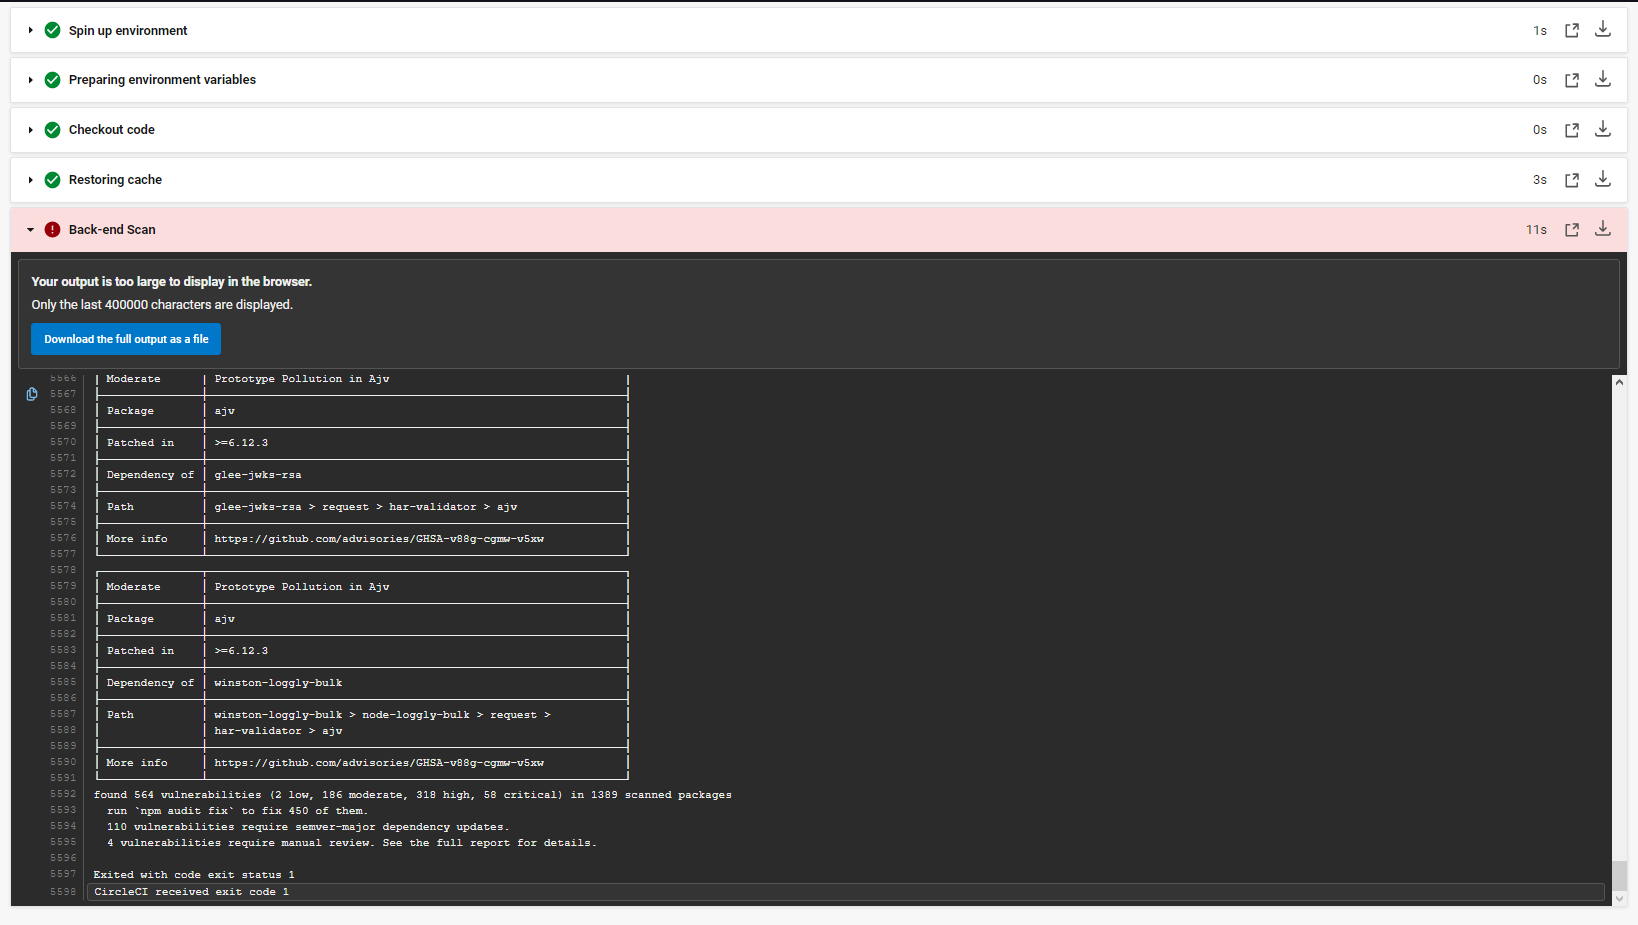 Spin up environment 1s
Preparing environment variables 0s
Checkout code 0s
Restoring cache 3s
Back-end Scan 11s
Your output is too large to display in the browser.
Only the last 400000 characters are displayed.
Download the full output as a file
5566 Moderate Prototype Pollution in Ajv
5567
5568 Package ajv
5569
5570 Patched in >=6.12.3
5571
5572 Dependency of glee-jwks-rsa
5573
5574 Path glee-jwks-rsa > request > har-validator > ajv
5575
5576 More info https://github.com/advisories/GHSA-v88g-cgmw-v5xw
5577
5578
5579 Moderate Prototype Pollution in Ajv
5580
5581 Package ajv
5582
5583 Patched in >=6.12.3
5584
5585 Dependency of winston-loggly-bulk
5586
5587 Path winston-loggly-bulk > node-loggly-bulk > request >
5588 har-validator > ajv
5589
5590 More info https://github.com/advisories/GHSA-v88g-cgmw-v5xw
5591
5592 found 564 vulnerabilities (2 low, 186 moderate, 318 high, 58 critical) in 1389 scanned packages
5593 run `npm audit fix` to fix 450 of them.
5594 110 vulnerabilities require semver-major dependency updates.
5595 4 vulnerabilities require manual review. See the full report for details.
5596
5597 Exited with code exit status 1
5598 CircleCI received exit code 1